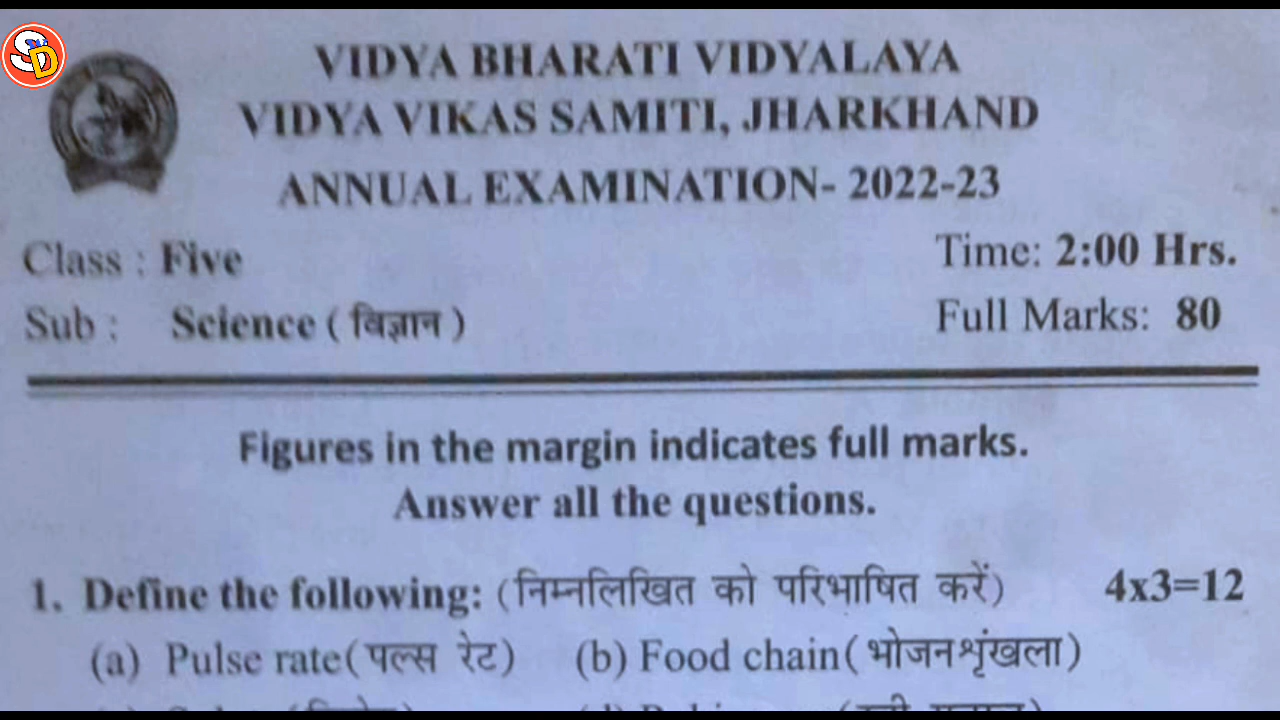 SD
VIDYA BHARATI VIDYALAYA
VIDYA VIKAS SAMITI, JHARKHAND
ANNUAL EXAMINATION- 2022-23
Class : Five Time: 2:00 Hrs.
Sub : Science ( विज्ञान ) Full Marks: 80
Figures in the margin indicates full marks.
Answer all the questions.
1. Define the following: (निम्नलिखित को परिभाषित करें) 4x3=12
(a) Pulse rate(पल्स रेट) (b) Food chain(भोजनशृंखला)